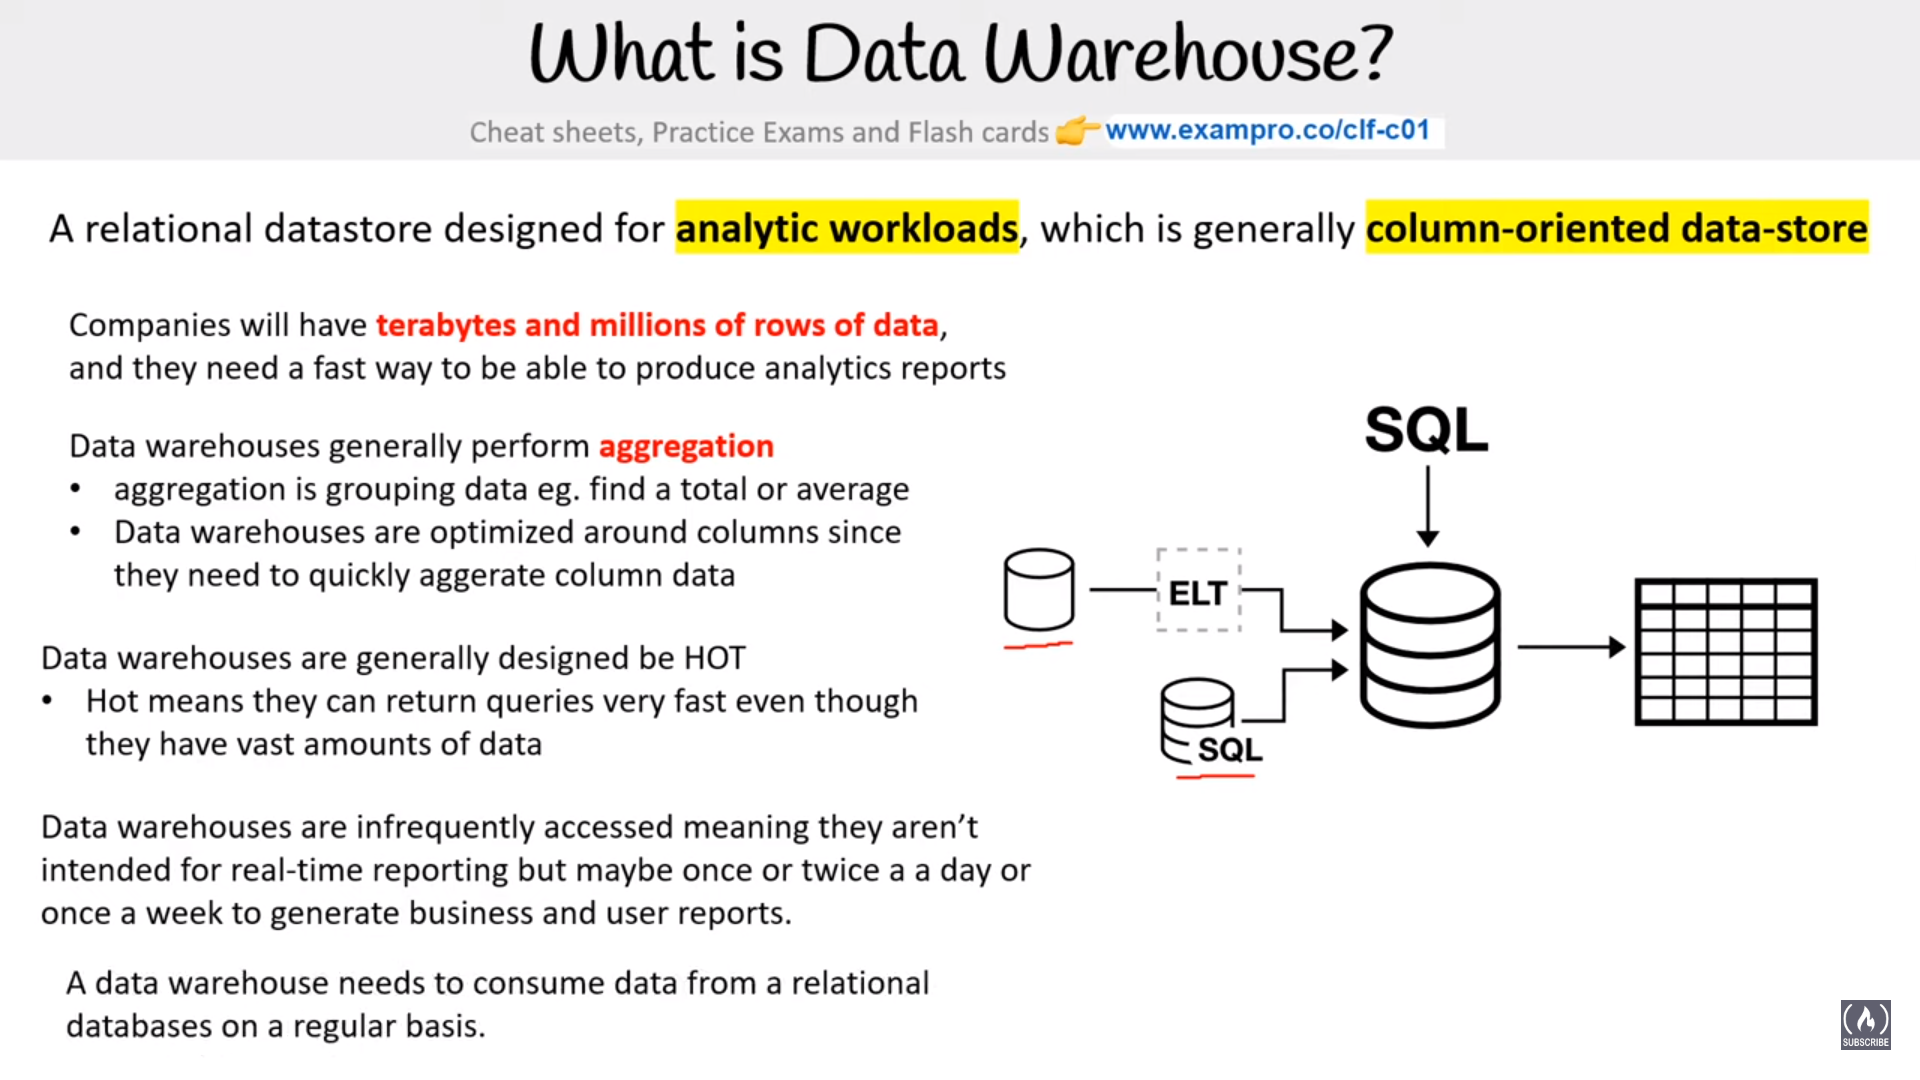 What is Data Warehouse?
Cheat sheets, Practice Exams and Flash cards 👉 www.exampro.co/clf-c01
A relational datastore designed for analytic workloads, which is generally column-oriented data-store
Companies will have terabytes and millions of rows of data,
and they need a fast way to be able to produce analytics reports
Data warehouses generally perform aggregation
• aggregation is grouping data eg. find a total or average
• Data warehouses are optimized around columns since
they need to quickly aggerate column data
Data warehouses are generally designed be HOT
• Hot means they can return queries very fast even though
they have vast amounts of data
Data warehouses are infrequently accessed meaning they aren't
intended for real-time reporting but maybe once or twice a a day or
once a week to generate business and user reports.
A data warehouse needs to consume data from a relational
databases on a regular basis.
SQL
ELT
SQL
SUBSCRIBE